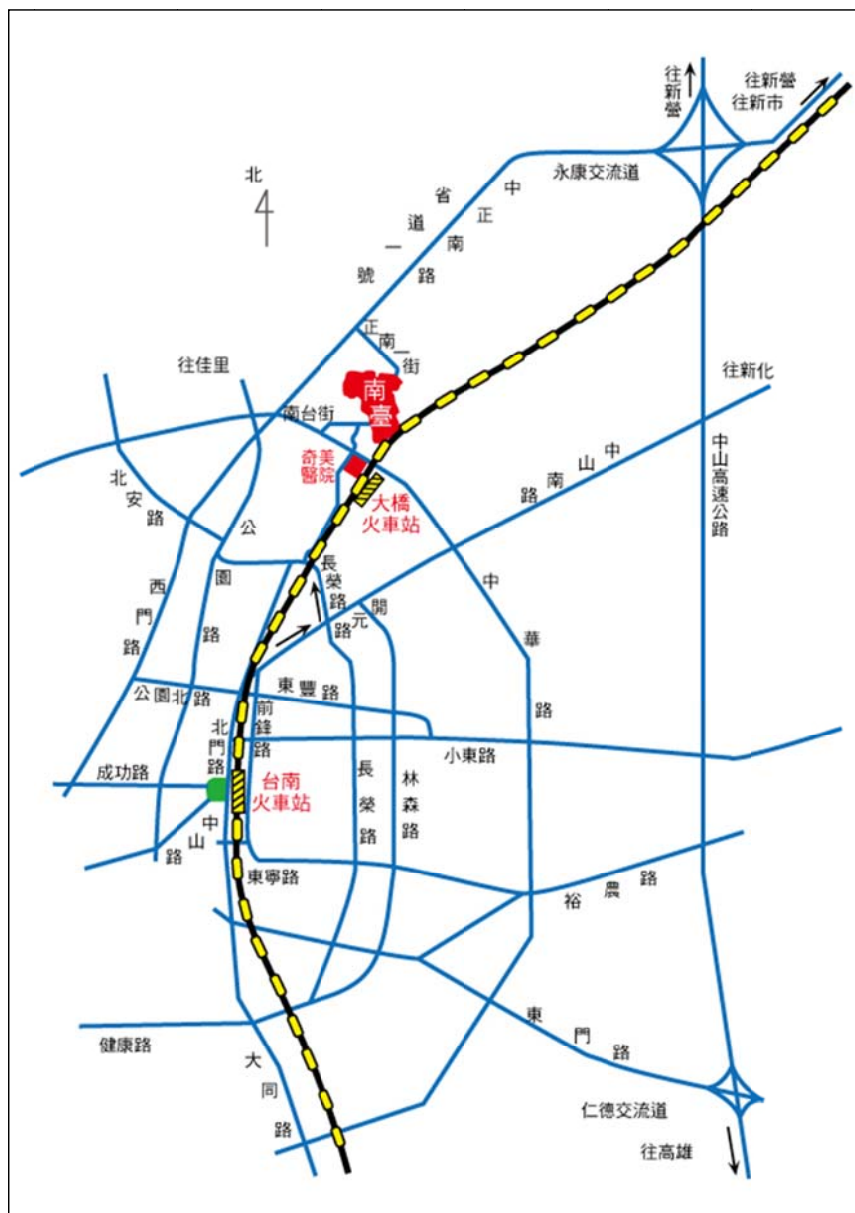 往新營
往新營
往新市
永康交流道
北
省道一號
中正南路
正南一街
往佳里
南臺
南台街
往新化
奇美
醫院
大橋
火車站
中山南路
中山高速公路
北安路
公園路
西門路
長榮路
開元路
中華路
公園北路
東豐路
北門路
前鋒路
小東路
成功路
台南
火車站
長榮路
林森路
中山路
東寧路
裕農路
東門路
健康路
大同路
仁德交流道
往高雄